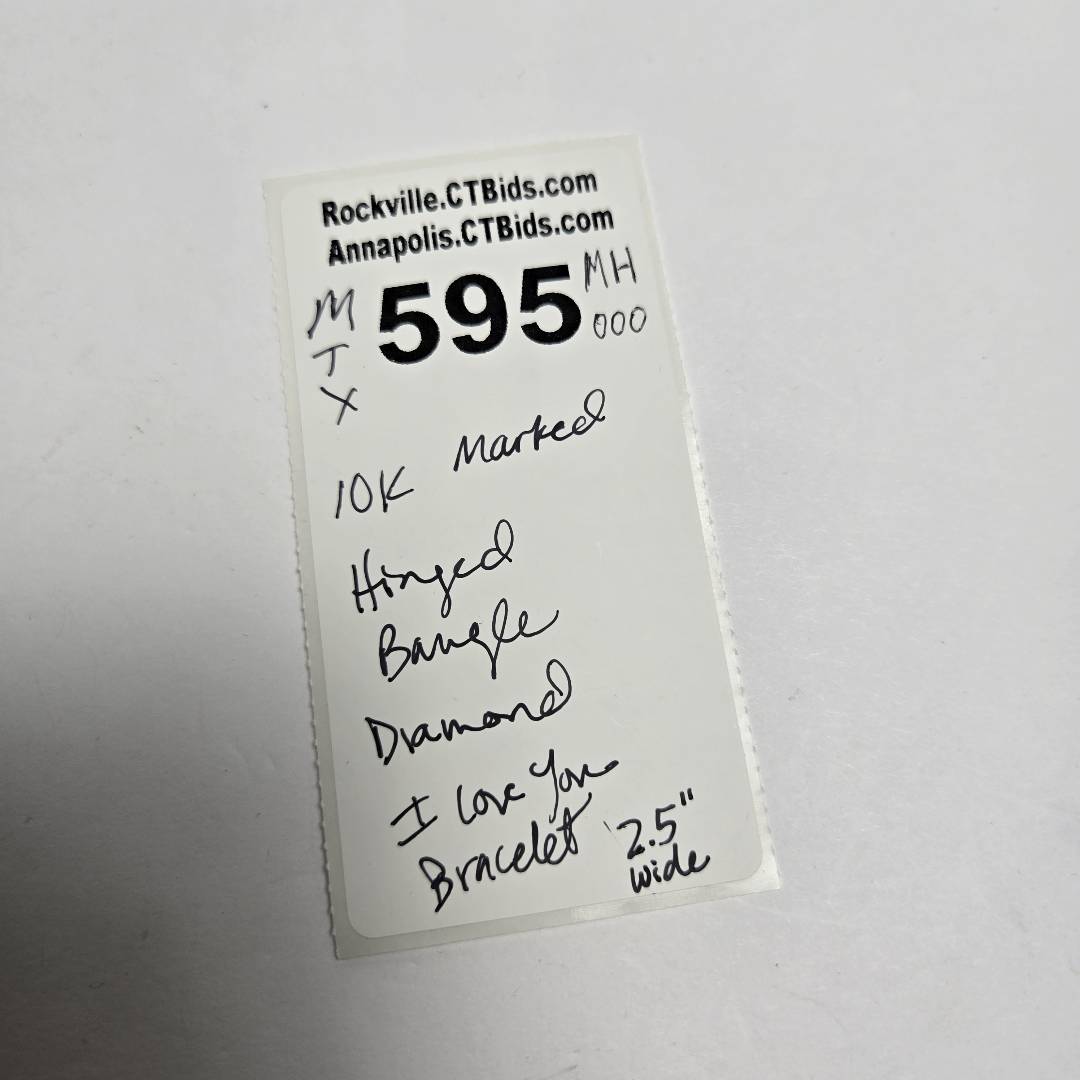 Rockville.CTBids.com
Annapolis.CTBids.com
M 595 MH
J 000
X
10K Marked
Hinged
Bangle
Diamond
I Love You
Bracelet 2.5"
wide